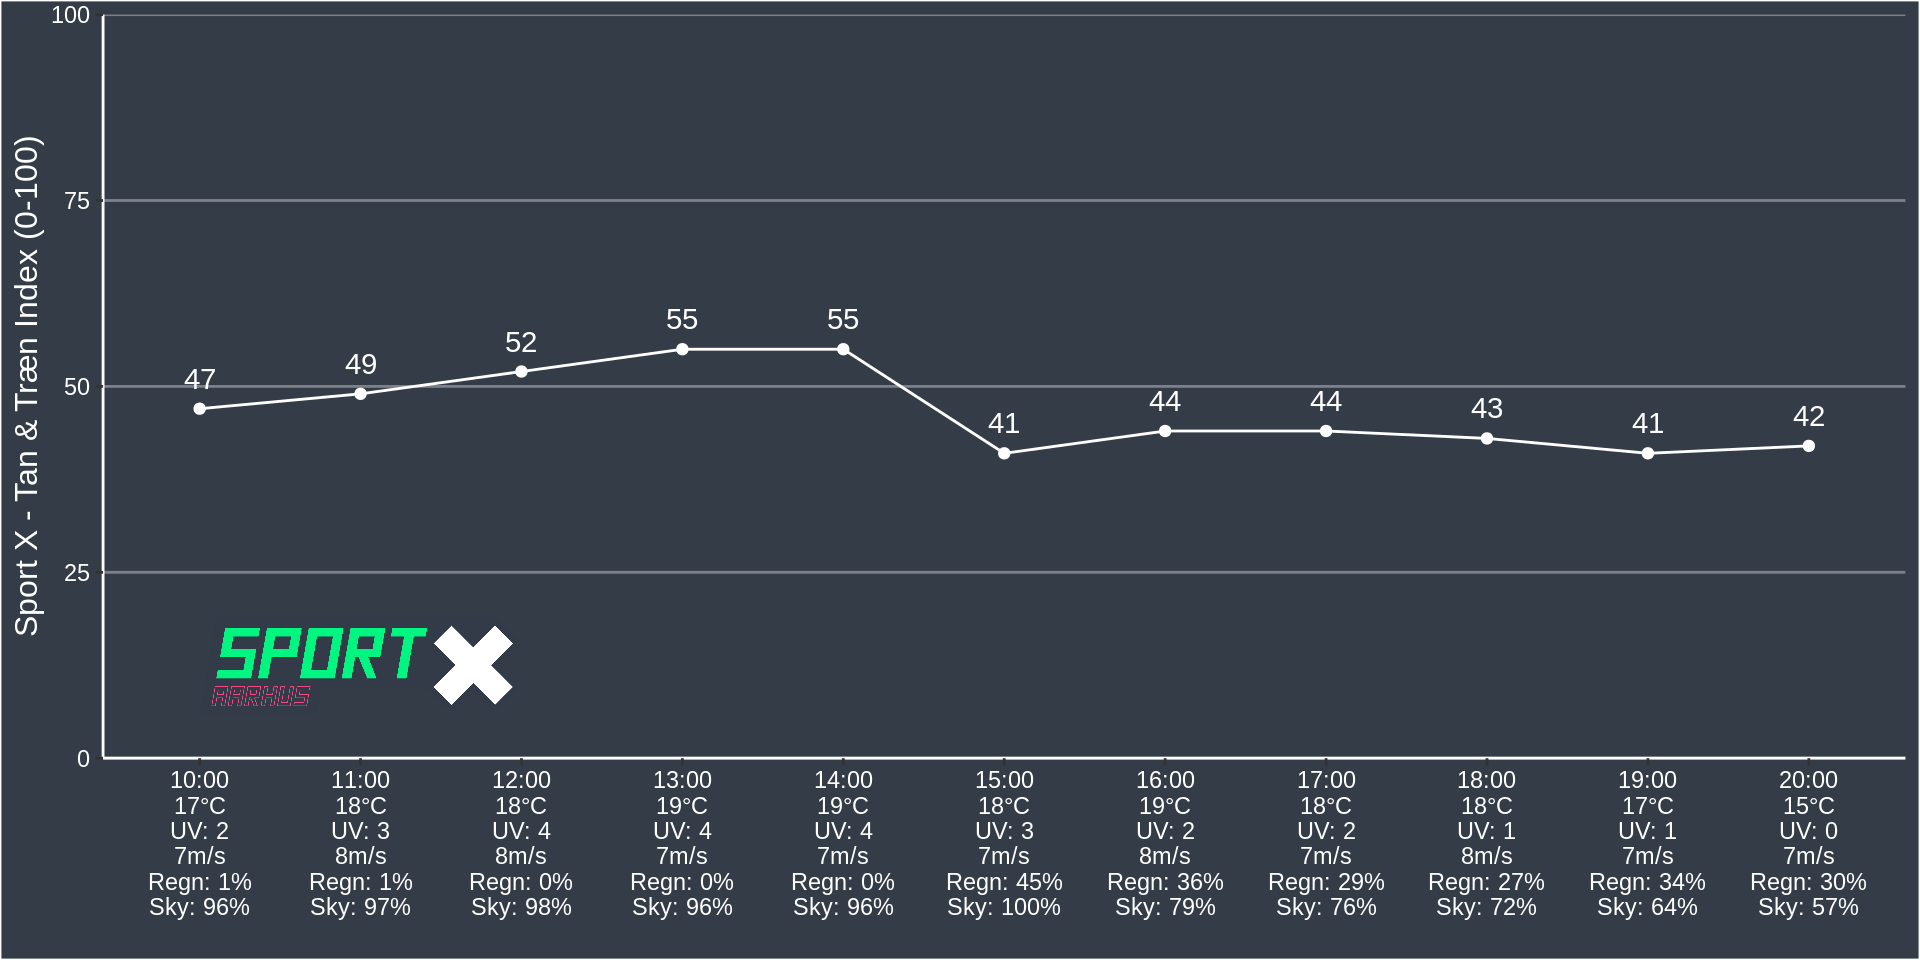 Sport X - Tan & Træn Index (0-100)
100
75
50
25
0
47
49
52
55
55
41
44
44
43
41
42
SPORT X
AARHUS
10:00
17°C
UV: 2
7m/s
Regn: 1%
Sky: 96%
11:00
18°C
UV: 3
8m/s
Regn: 1%
Sky: 97%
12:00
18°C
UV: 4
8m/s
Regn: 0%
Sky: 98%
13:00
19°C
UV: 4
7m/s
Regn: 0%
Sky: 96%
14:00
19°C
UV: 4
7m/s
Regn: 0%
Sky: 96%
15:00
18°C
UV: 3
7m/s
Regn: 45%
Sky: 100%
16:00
19°C
UV: 2
8m/s
Regn: 36%
Sky: 79%
17:00
18°C
UV: 2
7m/s
Regn: 29%
Sky: 76%
18:00
18°C
UV: 1
8m/s
Regn: 27%
Sky: 72%
19:00
17°C
UV: 1
7m/s
Regn: 34%
Sky: 64%
20:00
15°C
UV: 0
7m/s
Regn: 30%
Sky: 57%